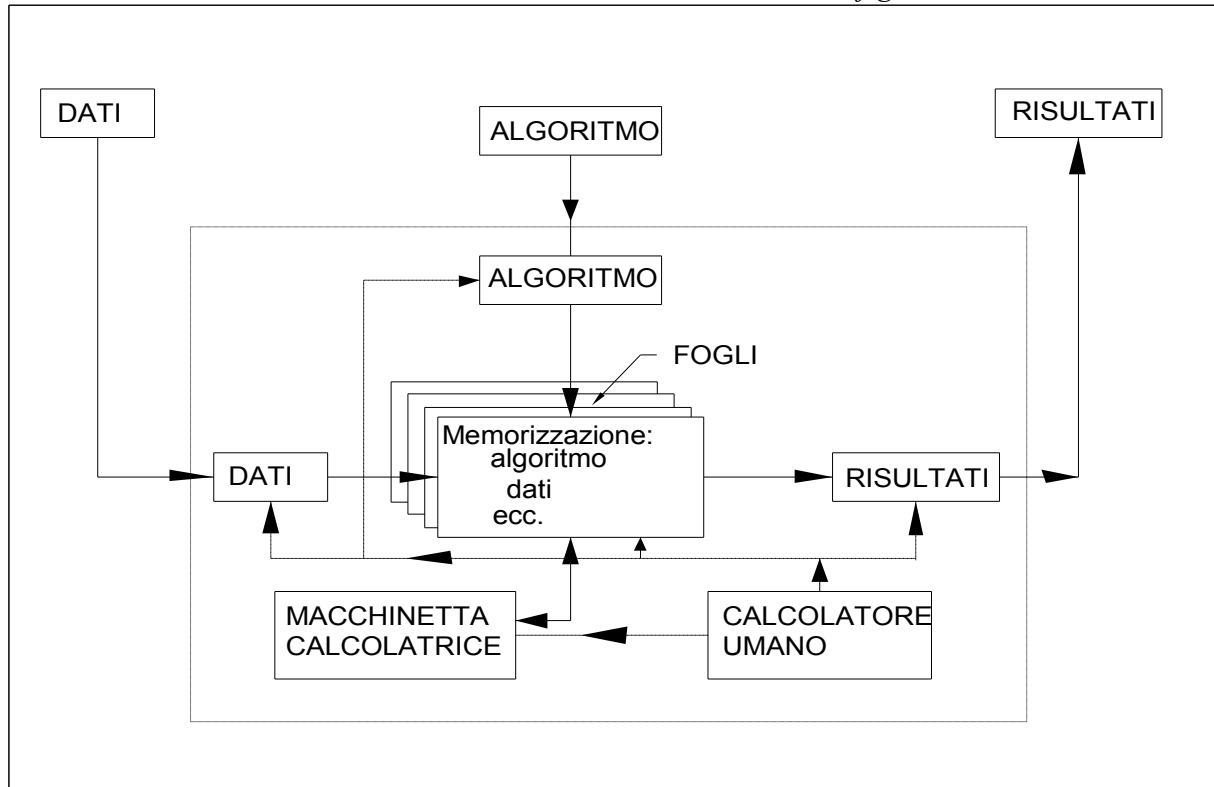 DATI
ALGORITMO
RISULTATI
ALGORITMO
FOGLI
Memorizzazione:
algoritmo
dati
ecc.
DATI
RISULTATI
MACCHINETTA
CALCOLATRICE
CALCOLATORE
UMANO